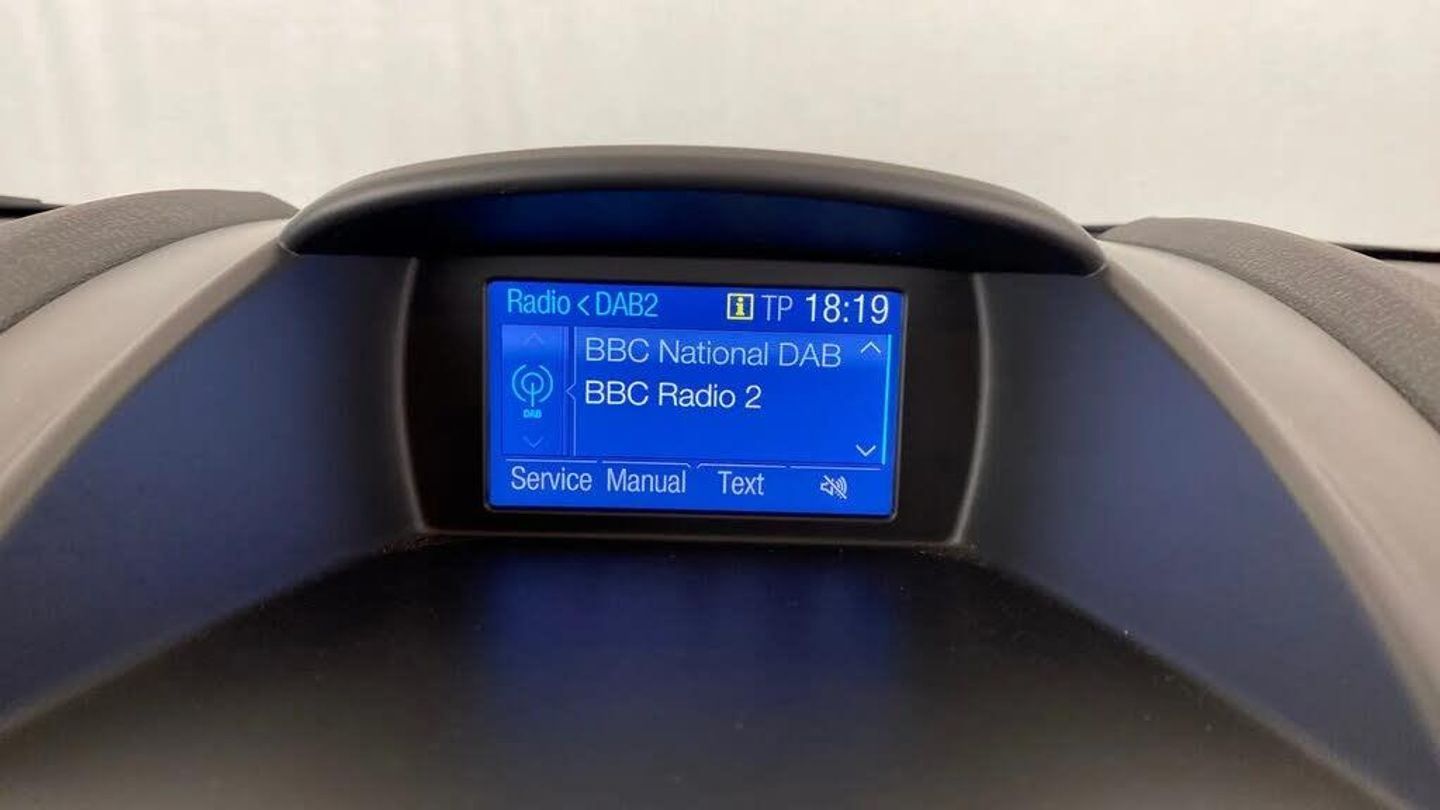 Radio < DAB2 i TP 18:19
BBC National DAB
BBC Radio 2
DAB
Service Manual Text